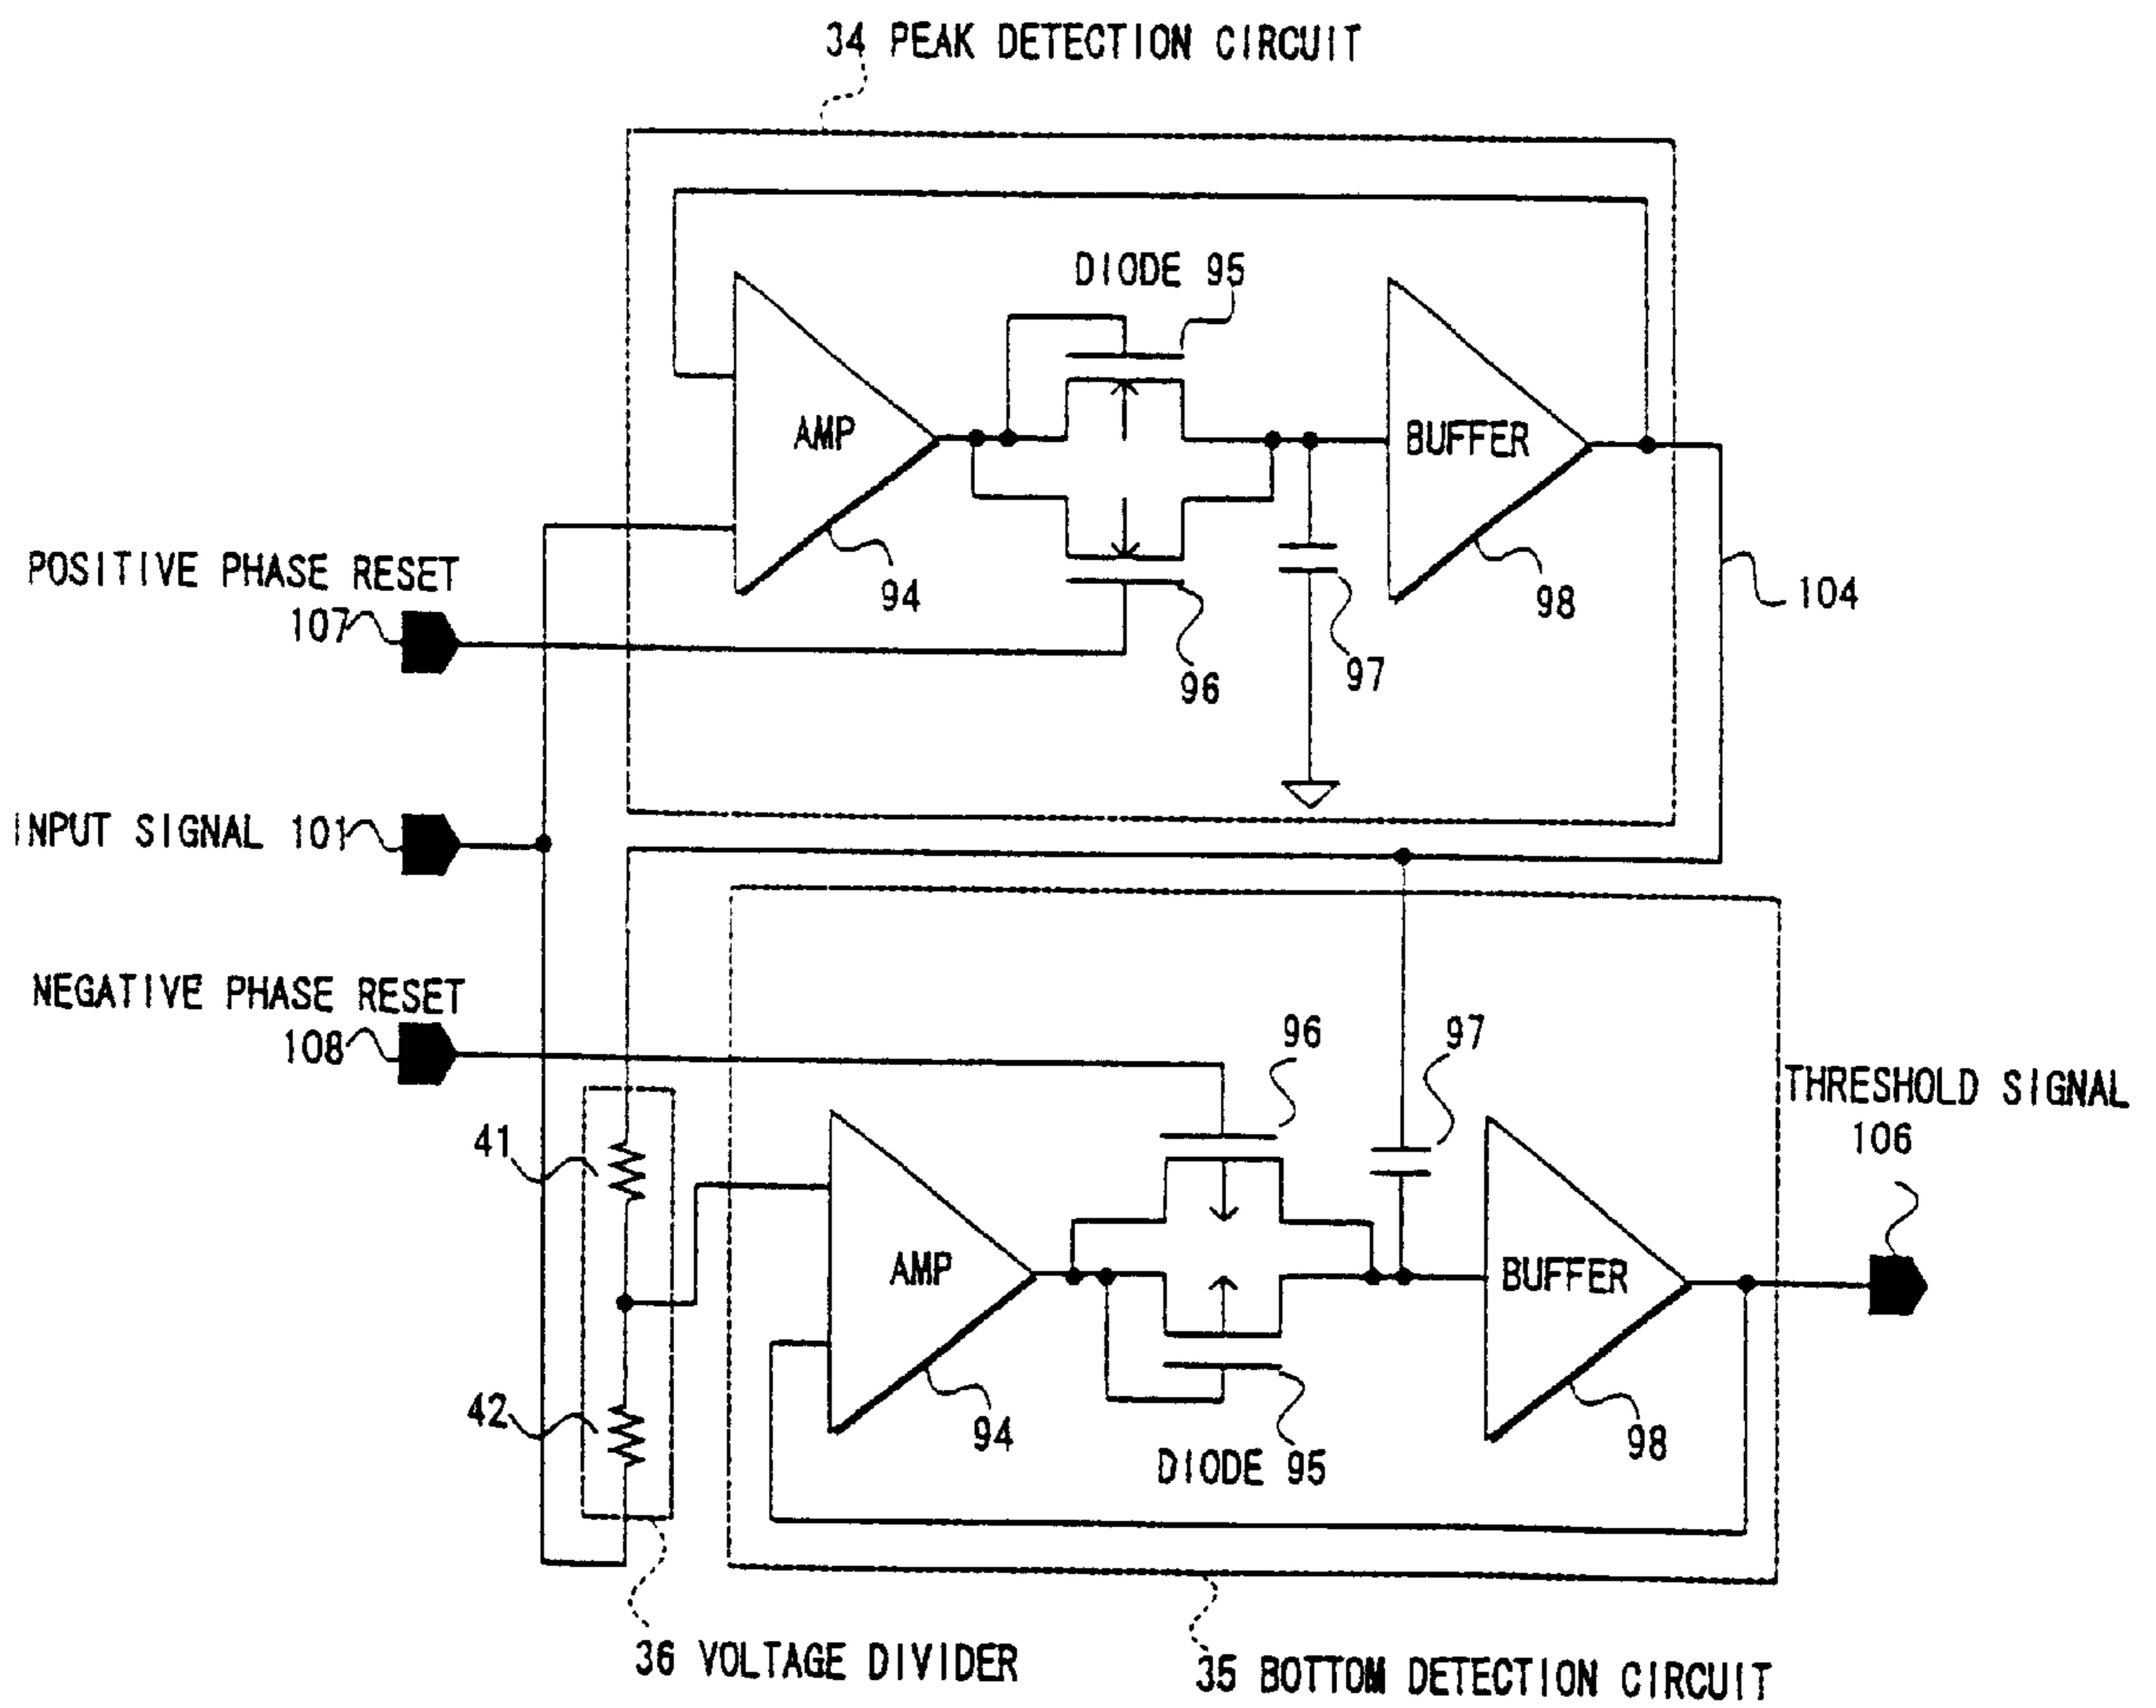 34 PEAK DETECTION CIRCUIT
DIODE 95
AMP
BUFFER
94
98
104
POSITIVE PHASE RESET
107
96
97
INPUT SIGNAL 101
NEGATIVE PHASE RESET
108
96
97
THRESHOLD SIGNAL
106
41
AMP
BUFFER
42
94
98
DIODE 95
36 VOLTAGE DIVIDER
35 BOTTOM DETECTION CIRCUIT